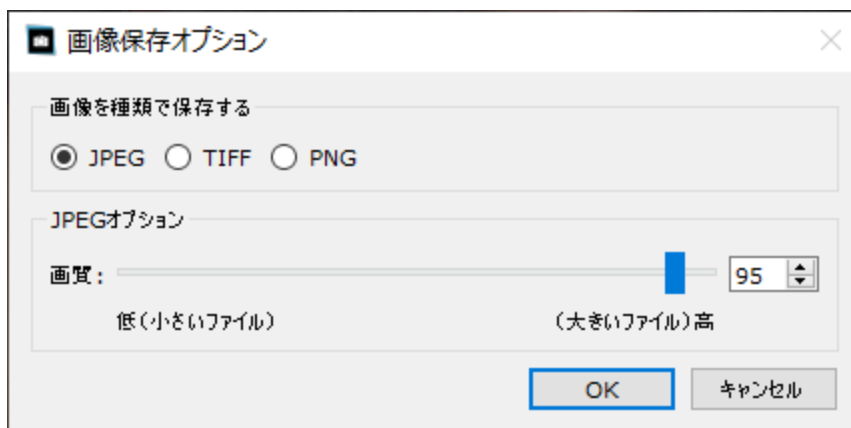 画像保存オプション
画像を種類で保存する
JPEG TIFF PNG
JPEGオプション
画質: 95
低(小さいファイル) (大きいファイル)高
OK キャンセル